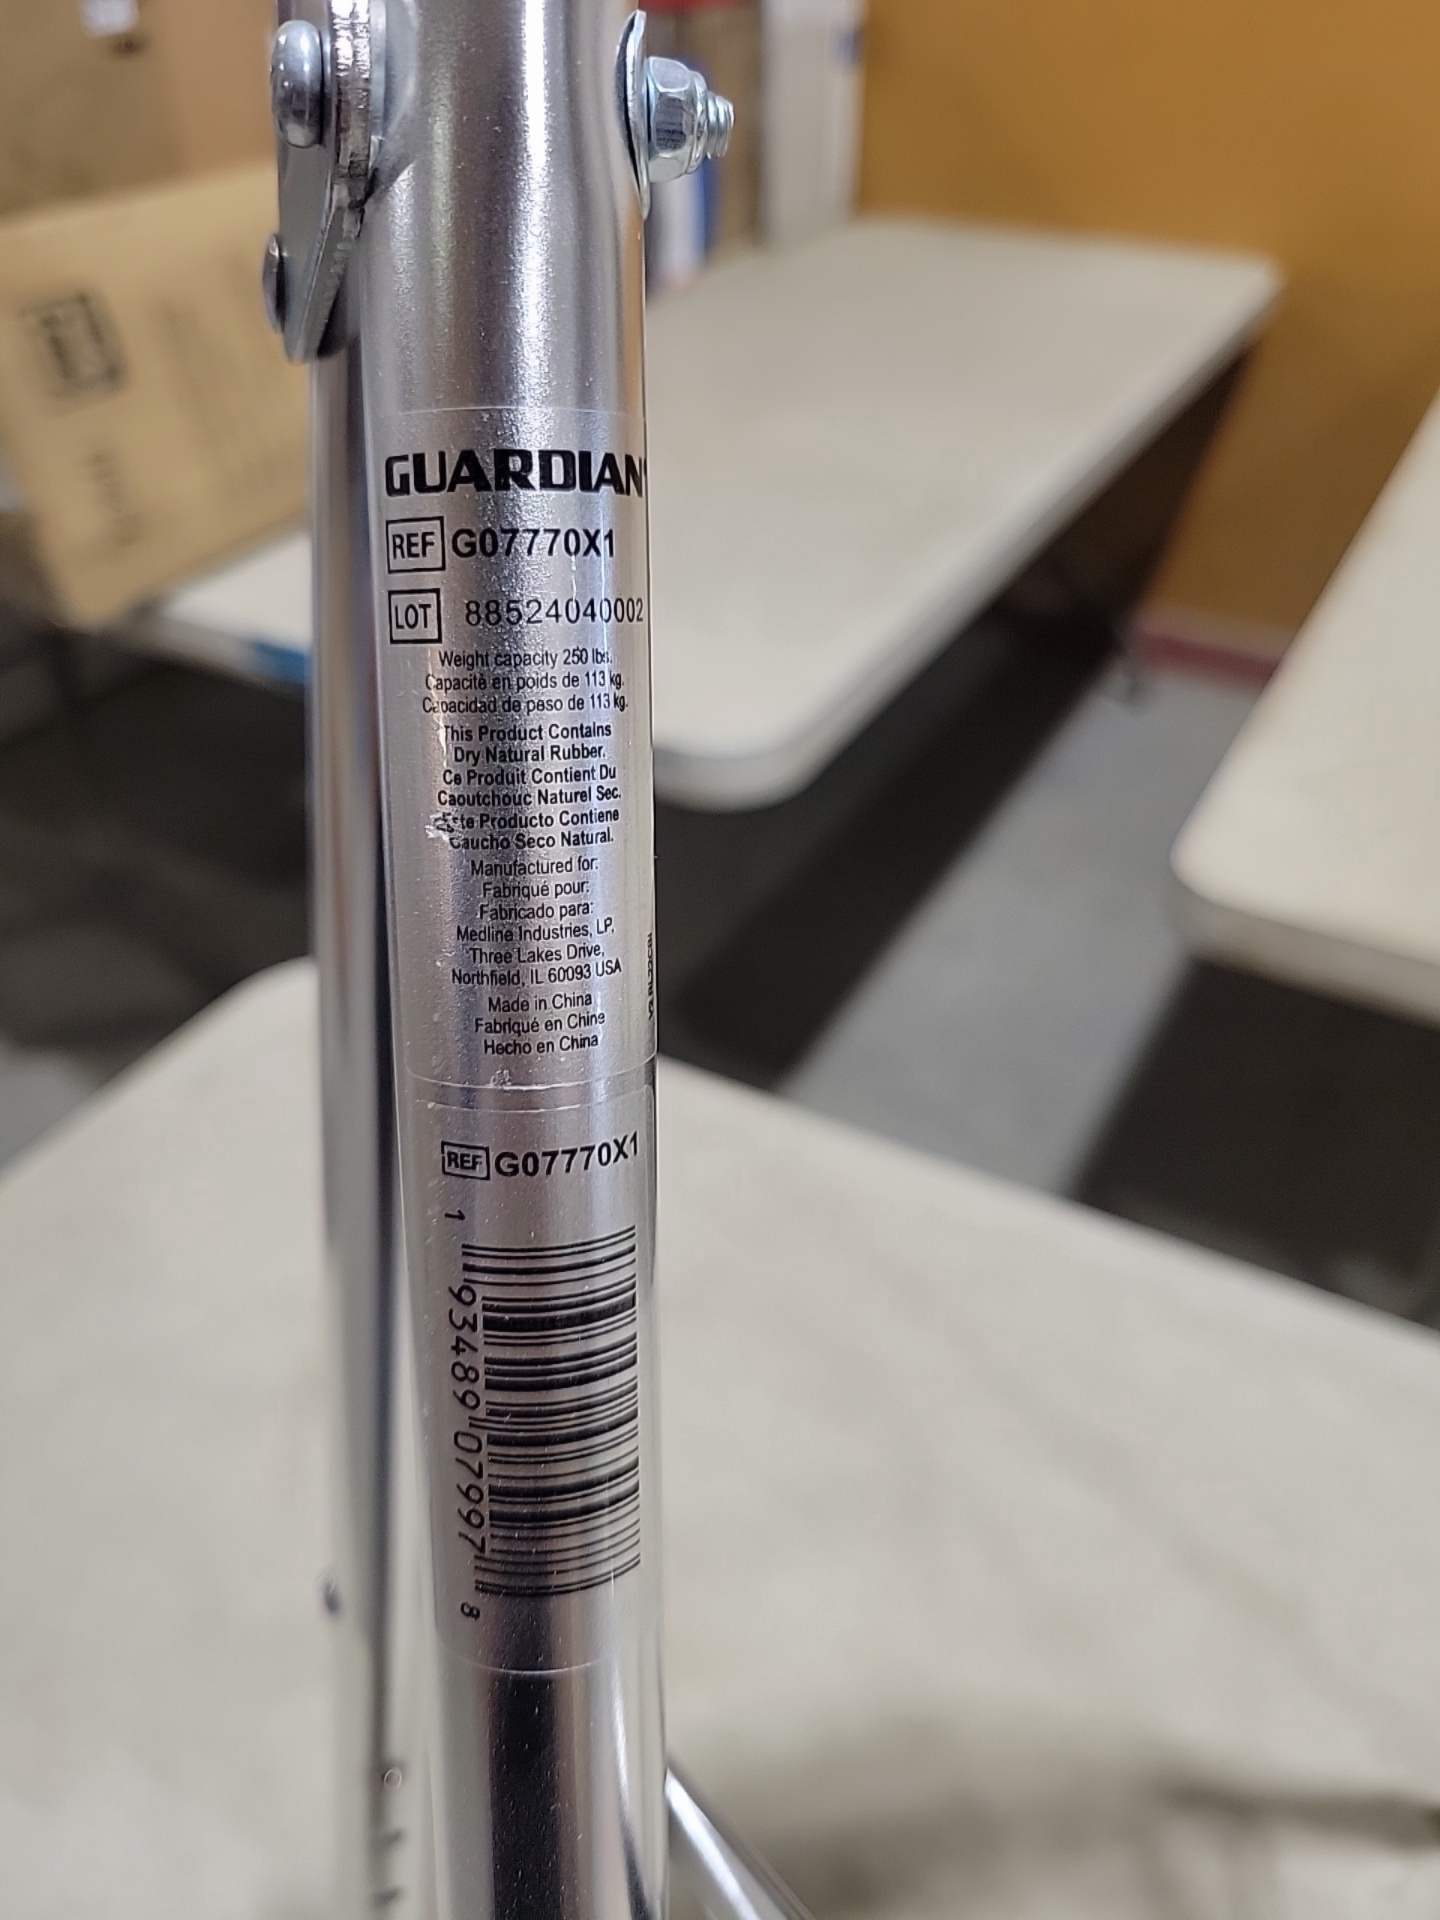 GUARDIAN
REF G07770X1
LOT 88524040002
Weight capacity 250 lbs.
Capacité en poids de 113 kg.
Capacidad de peso de 113 kg.
This Product Contains
Dry Natural Rubber.
Ce Produit Contient Du
Caoutchouc Naturel Sec.
Este Producto Contiene
Caucho Seco Natural.
Manufactured for:
Fabriqué pour:
Fabricado para:
Medline Industries, LP,
Three Lakes Drive,
Northfield, IL 60093 USA
Made in China
Fabriqué en Chine
Hecho en China
REF G07770X1
1 93489 07997 8